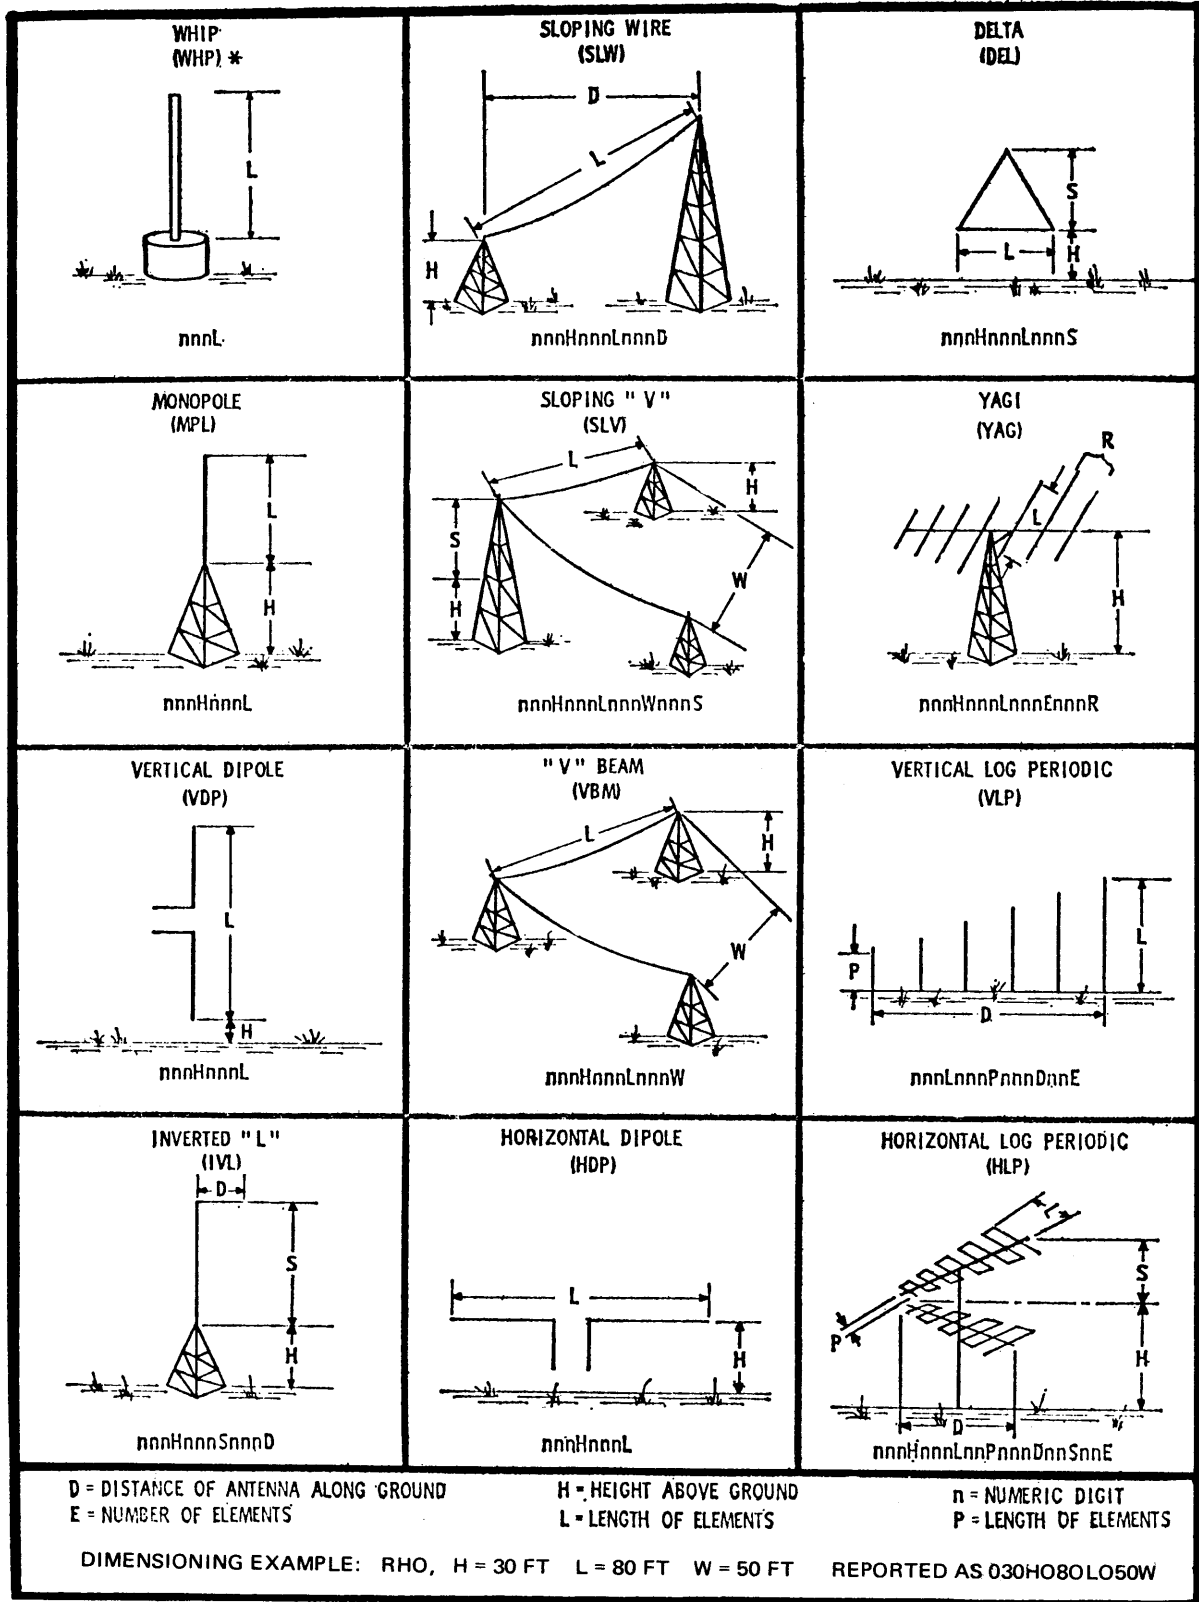 WHIP
(WHP) *
L
nnnL
SLOPING WIRE
(SLW)
D
L
H
nnnHnnnLnnnD
DELTA
(DEL)
S
L
H
nnnHnnnLnnnS
MONOPOLE
(MPL)
L
H
nnnHnnnL
SLOPING "V"
(SLV)
L
H
S
W
H
nnnHnnnLnnnWnnnS
YAGI
(YAG)
R
L
H
nnnHnnnLnnnEnnnR
VERTICAL DIPOLE
(VDP)
L
H
nnnHnnnL
"V" BEAM
(VBM)
L
H
W
nnnHnnnLnnnW
VERTICAL LOG PERIODIC
(VLP)
L
P
D
nnnLnnnPnnnDnnE
INVERTED "L"
(IVL)
D
S
H
nnnHnnnSnnnD
HORIZONTAL DIPOLE
(HDP)
L
H
nnnHnnnL
HORIZONTAL LOG PERIODIC
(HLP)
L
S
P
H
D
nnnHnnnLnnPnnnDnnSnnE
D = DISTANCE OF ANTENNA ALONG GROUND H = HEIGHT ABOVE GROUND n = NUMERIC DIGIT
E = NUMBER OF ELEMENTS L = LENGTH OF ELEMENTS P = LENGTH OF ELEMENTS
DIMENSIONING EXAMPLE: RHO, H = 30 FT L = 80 FT W = 50 FT REPORTED AS 030HO8OLO50W